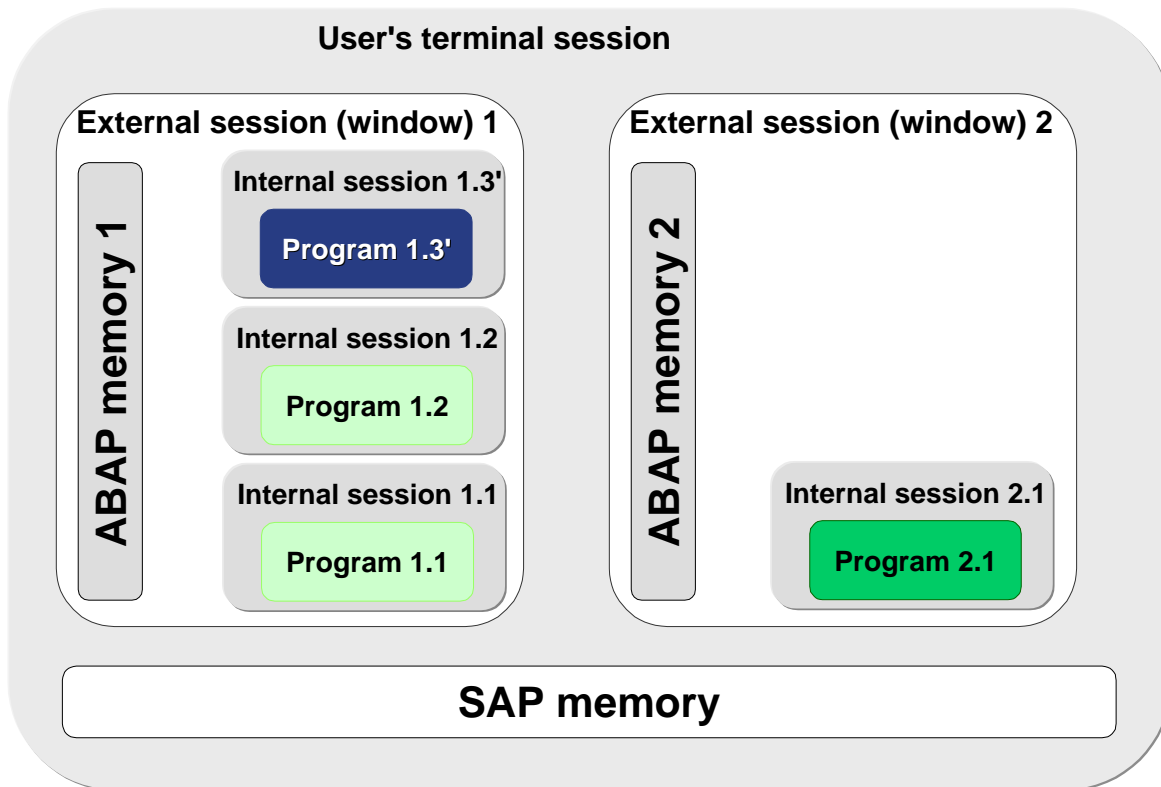 User's terminal session
External session (window) 1
ABAP memory 1
Internal session 1.3'
Program 1.3'
Internal session 1.2
Program 1.2
Internal session 1.1
Program 1.1
External session (window) 2
ABAP memory 2
Internal session 2.1
Program 2.1
SAP memory